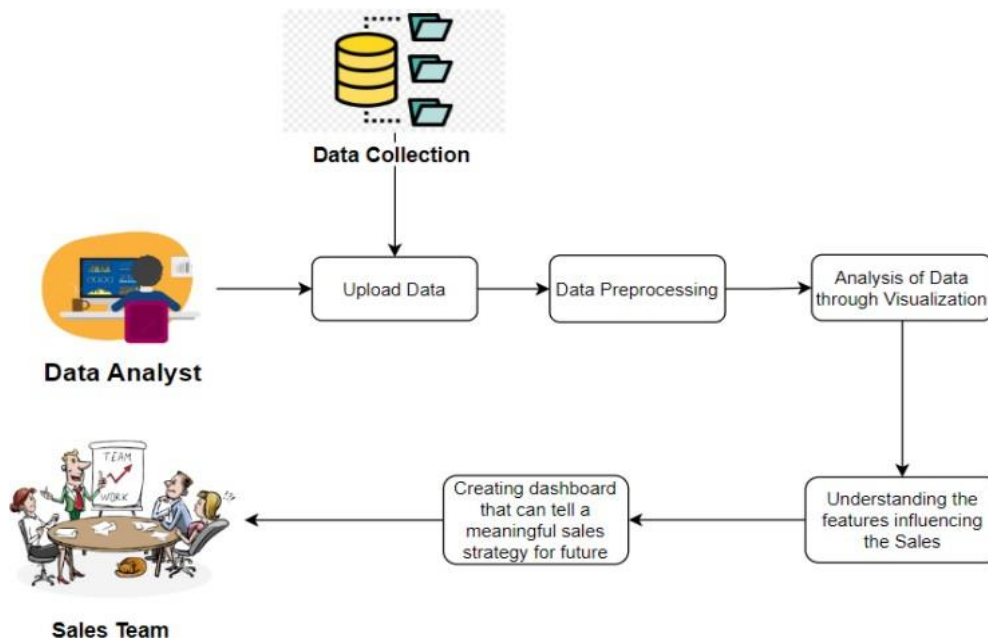 Data Collection
Upload Data
Data Preprocessing
Analysis of Data
through Visualization
Data Analyst
TEAM
WORK
Creating dashboard
that can tell a
meaningful sales
strategy for future
Understanding the
features influencing
the Sales
Sales Team